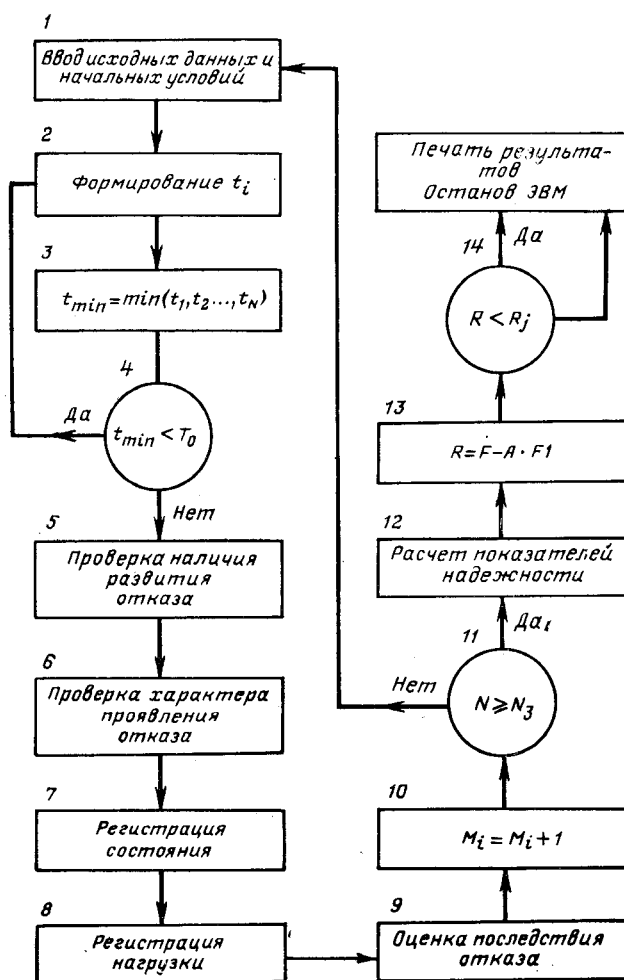 1
Ввод исходных данных и
начальных условий
2
Формирование t_i
3
t_min=min(t_1,t_2...,t_N)
4
Да
t_min<T_0
Нет
5
Проверка наличия
развития
отказа
6
Проверка характера
проявления
отказа
7
Регистрация
состояния
8
Регистрация
нагрузки
9
Оценка последствия
отказа
10
M_i=M_i+1
11
Да
Нет
N⩾N_3
12
Расчет показателей
надежности
13
R=F-A·F1
14
Да
R<R_j
Печать результа-
тов
Останов ЭВМ